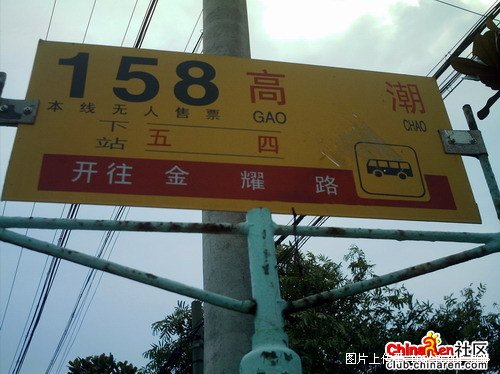 158 高 潮
GAO CHAO
本线无人售票
下站 五 四
开往 金 耀 路
图片上
ChinaRen社区
club.chinaren.com